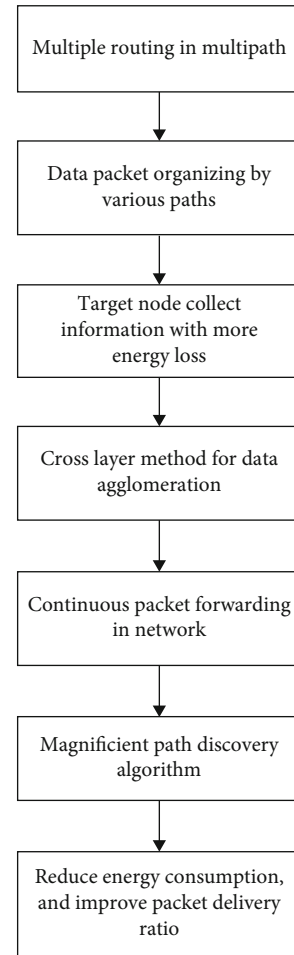 Multiple routing in multipath
Data packet organizing by
various paths
Target node collect
information with more
energy loss
Cross layer method for data
agglomeration
Continuous packet forwarding
in network
Magnificient path discovery
algorithm
Reduce energy consumption,
and improve packet delivery
ratio